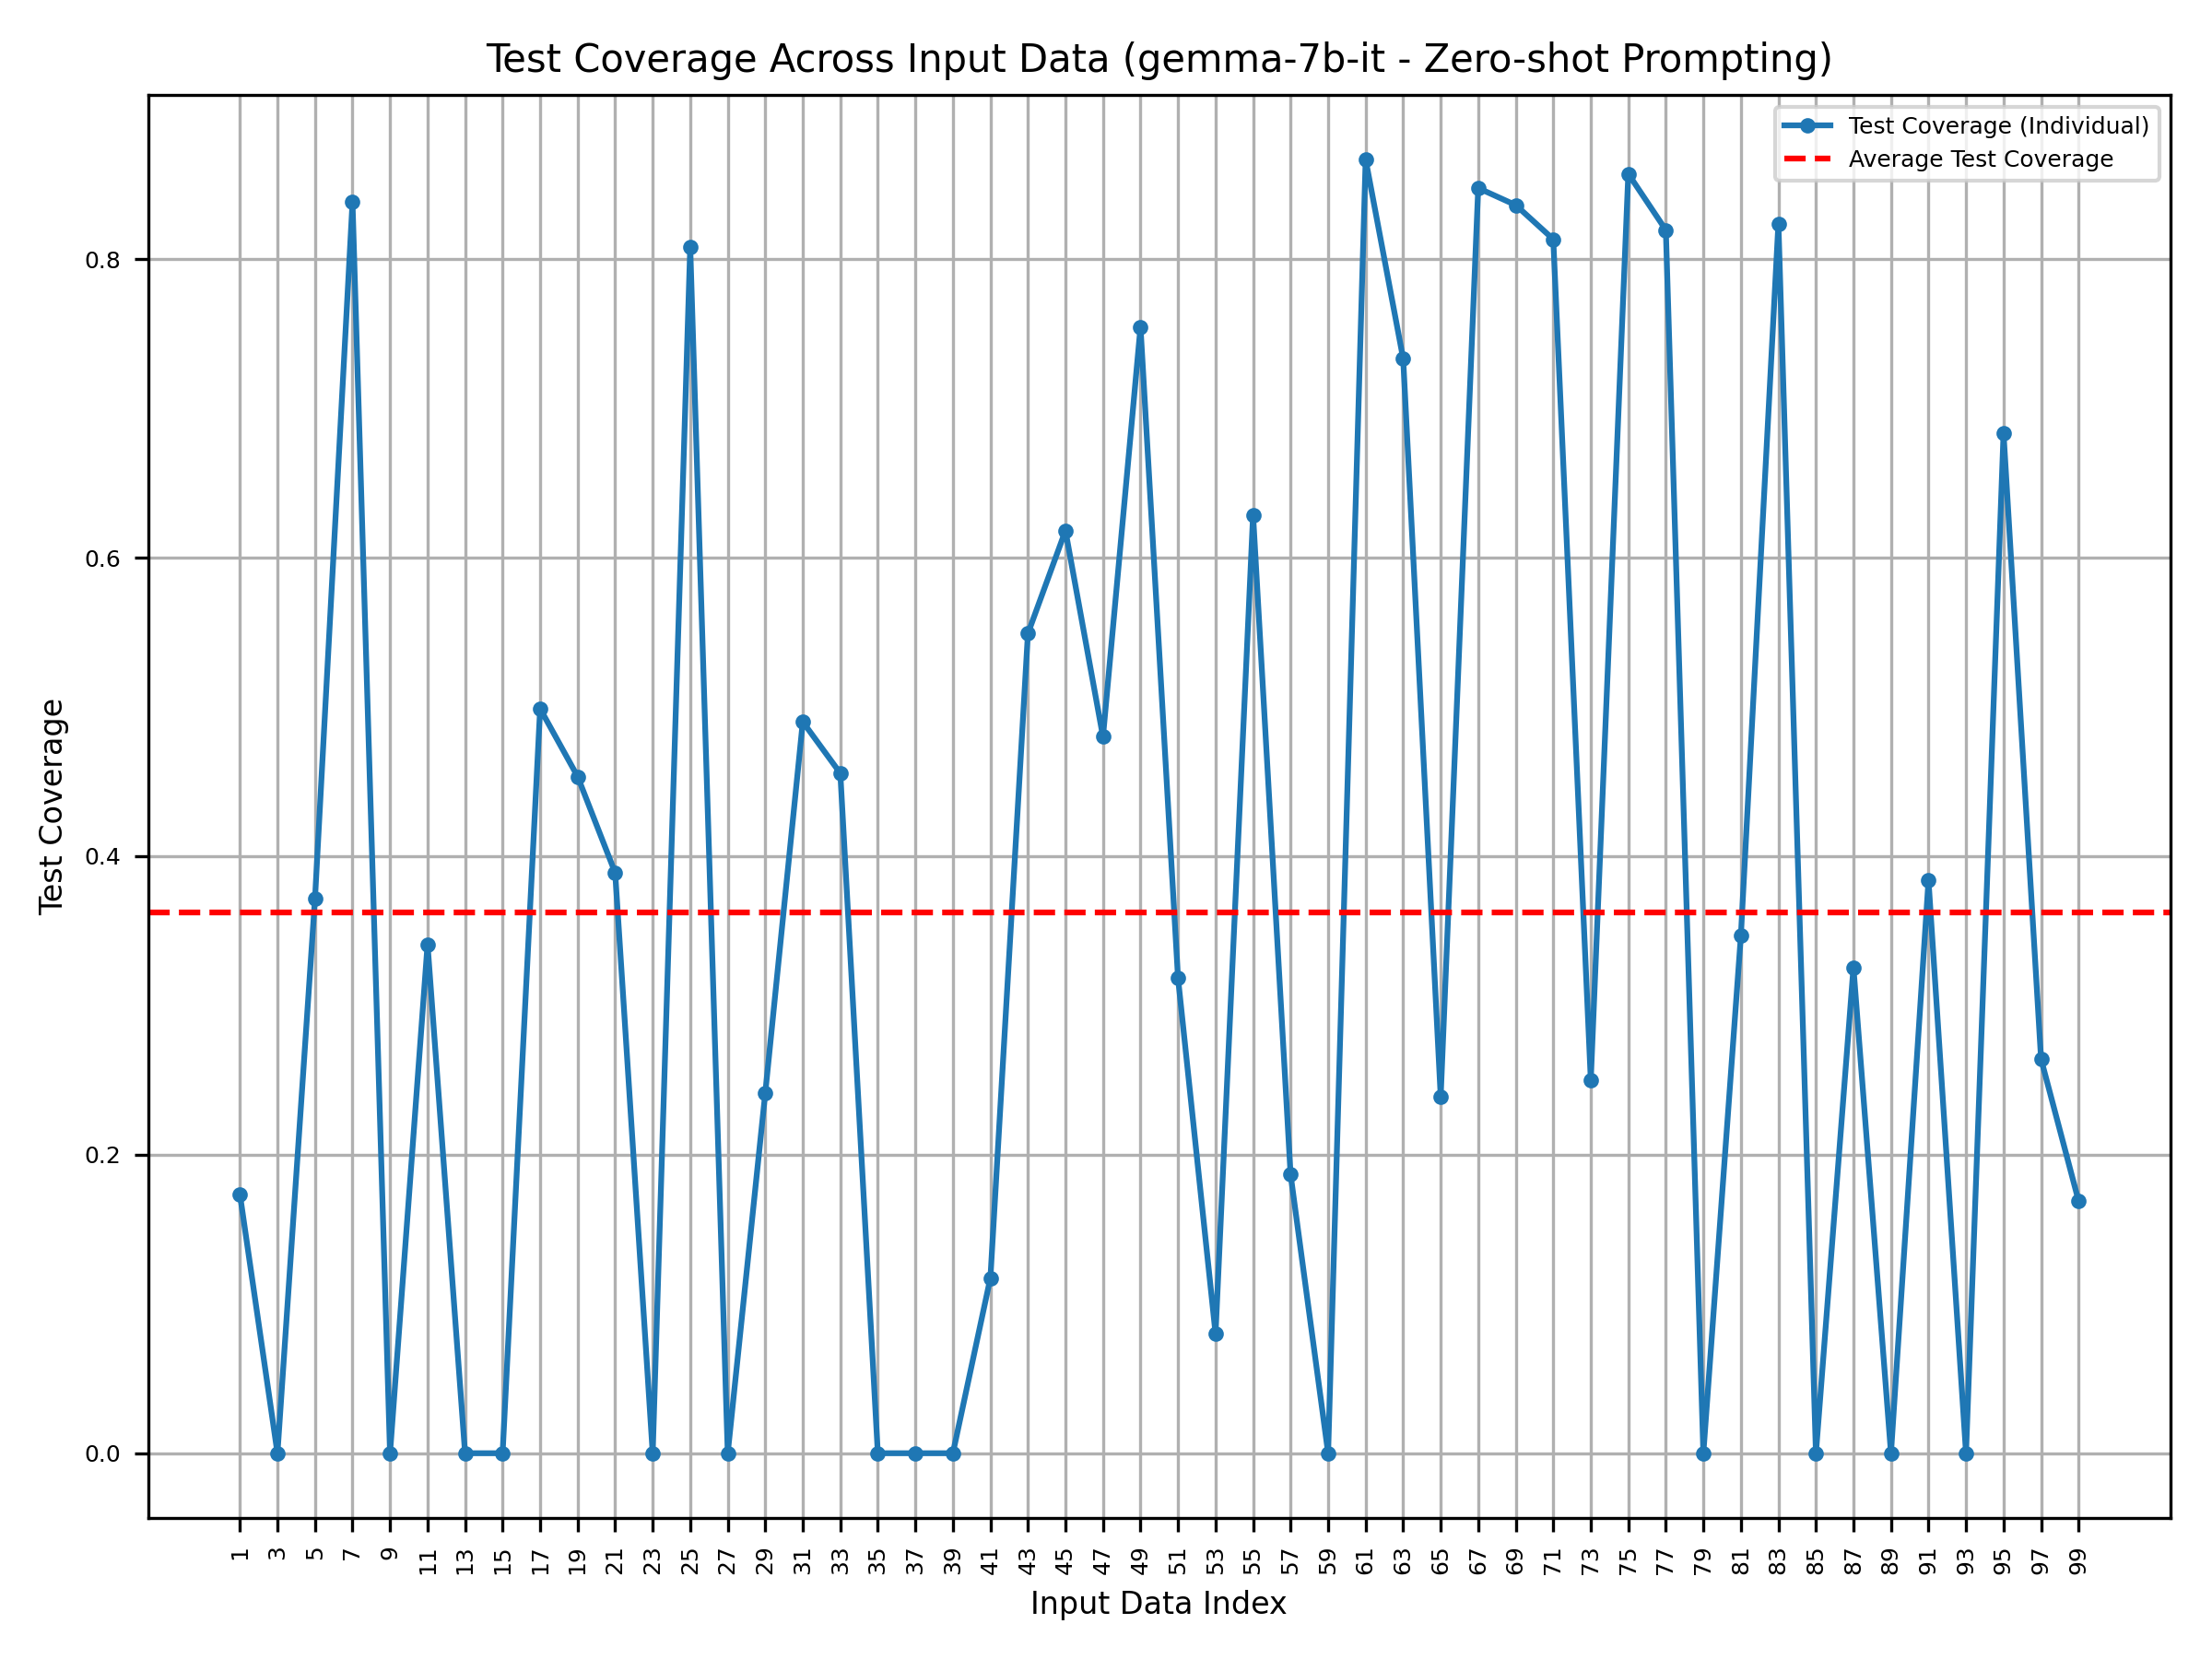 Test Coverage Across Input Data (gemma-7b-it - Zero-shot Prompting)
Test Coverage (Individual)
Average Test Coverage
Test Coverage
0.8
0.6
0.4
0.2
0.0
1 3 5 7 9 11 13 15 17 19 21 23 25 27 29 31 33 35 37 39 41 43 45 47 49 51 53 55 57 59 61 63 65 67 69 71 73 75 77 79 81 83 85 87 89 91 93 95 97 99
Input Data Index